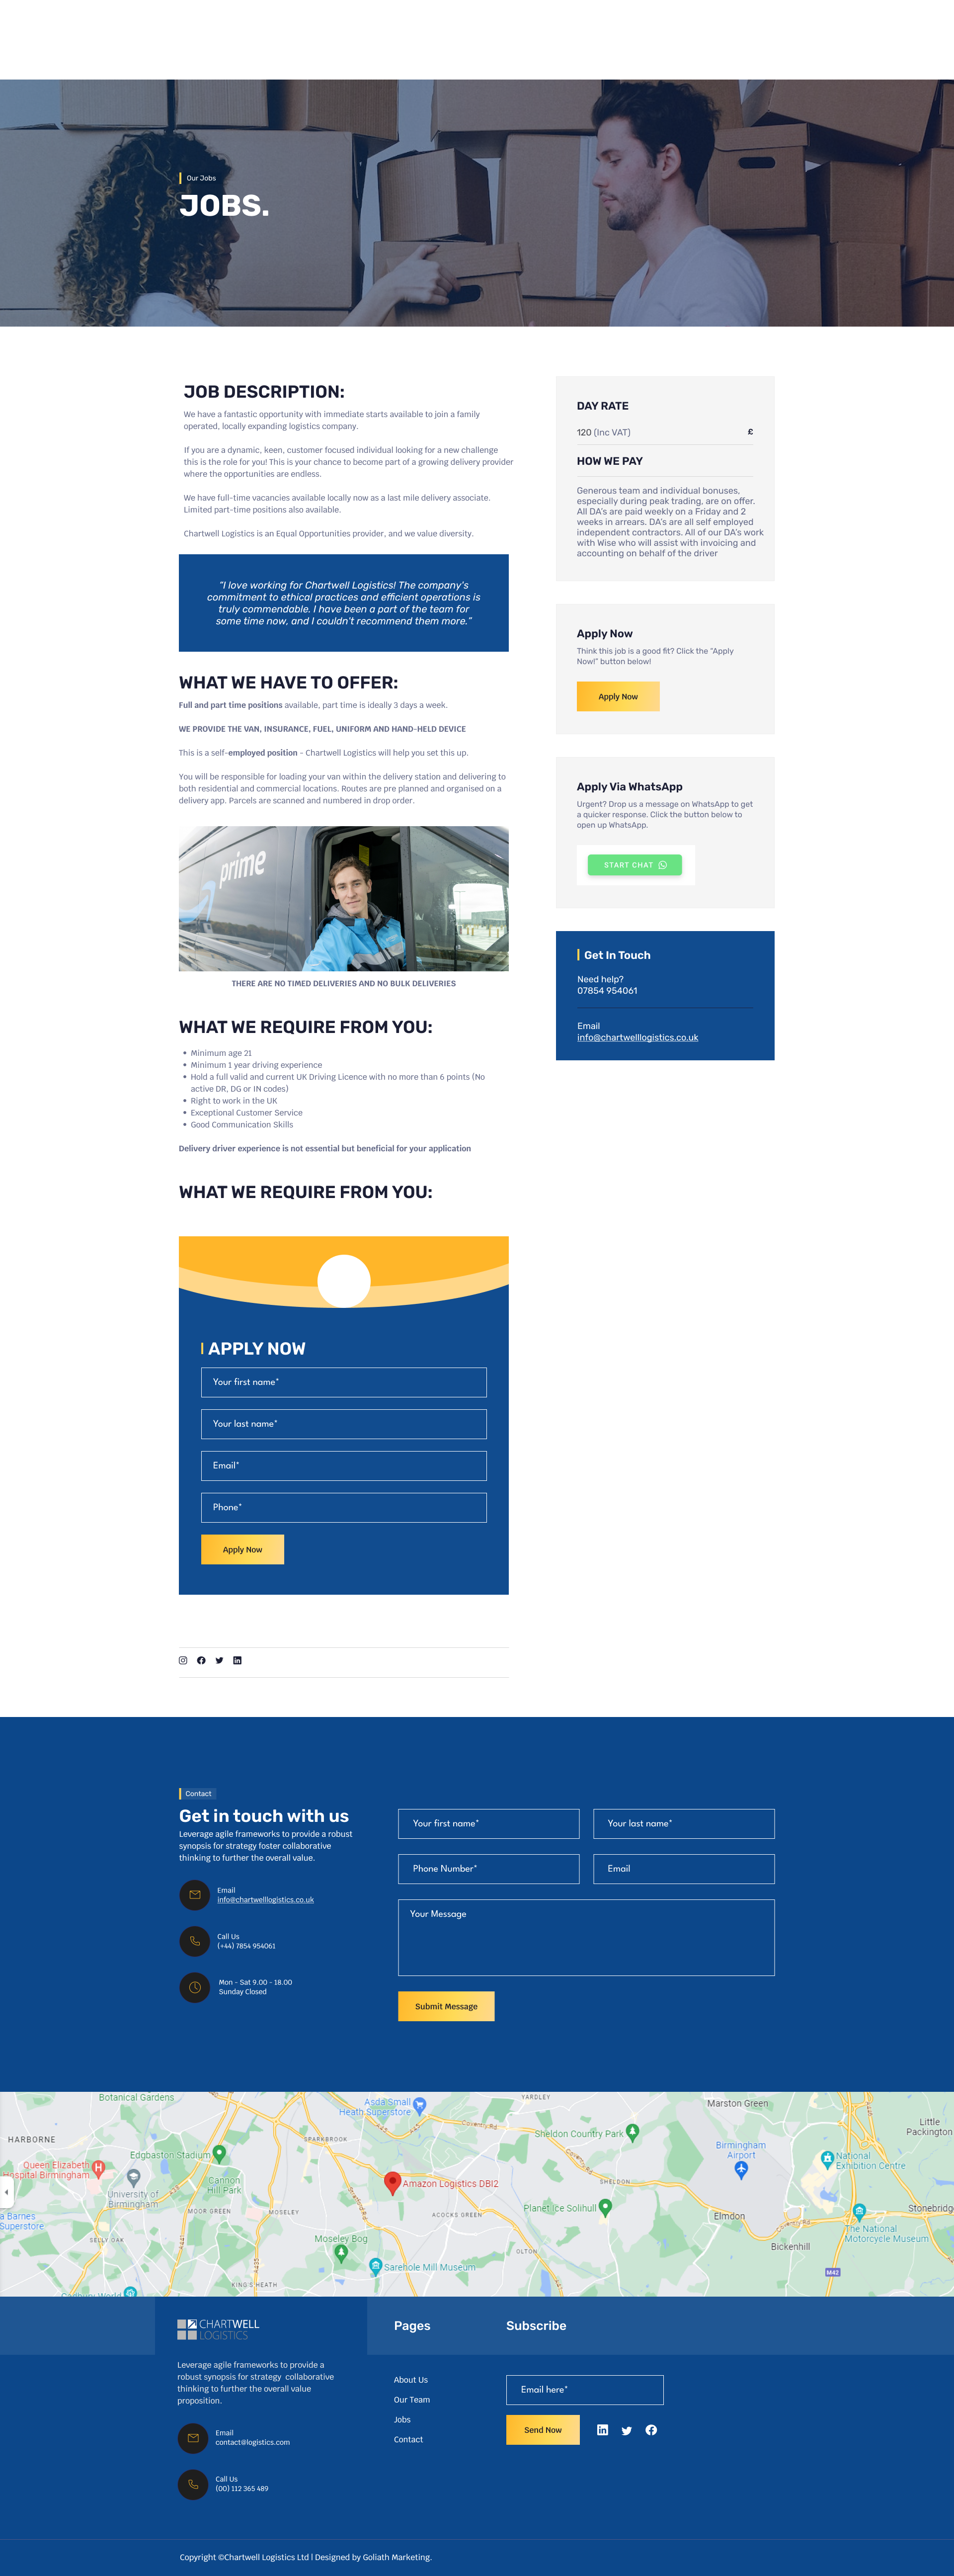 Our Jobs
JOBS.
JOB DESCRIPTION:
We have a fantastic opportunity with immediate starts available to join a family
operated, locally expanding logistics company.
If you are a dynamic, keen, customer focused individual looking for a new challenge
this is the role for you! This is your chance to become part of a growing delivery provider
where the opportunities are endless.
We have full-time vacancies available locally now as a last mile delivery associate.
Limited part-time positions also available.
Chartwell Logistics is an Equal Opportunities provider, and we value diversity.
"I love working for Chartwell Logistics! The company's
commitment to ethical practices and efficient operations is
truly commendable. I have been a part of the team for
some time now, and I couldn't recommend them more."
WHAT WE HAVE TO OFFER:
Full and part time positions available, part time is ideally 3 days a week.
WE PROVIDE THE VAN, INSURANCE, FUEL, UNIFORM AND HAND-HELD DEVICE
This is a self-employed position - Chartwell Logistics will help you set this up.
You will be responsible for loading your van within the delivery station and delivering to
both residential and commercial locations. Routes are pre planned and organised on a
delivery app. Parcels are scanned and numbered in drop order.
prime
THERE ARE NO TIMED DELIVERIES AND NO BULK DELIVERIES
WHAT WE REQUIRE FROM YOU:
• Minimum age 21
• Minimum 1 year driving experience
• Hold a full valid and current UK Driving Licence with no more than 6 points (No
active DR, DG or IN codes)
• Right to work in the UK
• Exceptional Customer Service
• Good Communication Skills
Delivery driver experience is not essential but beneficial for your application
WHAT WE REQUIRE FROM YOU:
APPLY NOW
Your first name*
Your last name*
Email*
Phone*
Apply Now
DAY RATE
120 (Inc VAT) £
HOW WE PAY
Generous team and individual bonuses,
especially during peak trading, are on offer.
All DA's are paid weekly on a Friday and 2
weeks in arrears. DA's are all self employed
independent contractors. All of our DA's work
with Wise who will assist with invoicing and
accounting on behalf of the driver
Apply Now
Think this job is a good fit? Click the "Apply
Now!" button below!
Apply Now
Apply Via WhatsApp
Urgent? Drop us a message on WhatsApp to get
a quicker response. Click the button below to
open up WhatsApp.
START CHAT
Get In Touch
Need help?
07854 954061
Email
info@chartwelllogistics.co.uk
Contact
Get in touch with us
Leverage agile frameworks to provide a robust
synopsis for strategy foster collaborative
thinking to further the overall value.
Email
info@chartwelllogistics.co.uk
Call Us
(+44) 7854 954061
Mon - Sat 9.00 - 18.00
Sunday Closed
Your first name*
Your last name*
Phone Number*
Email
Your Message
Submit Message
Botanical Gardens
Asda Small
Heath Superstore
YARDLEY
Coventry Rd
Marston Green
Little
Packington
HARBORNE
Edgbaston Stadium
SPARKBROOK
Sheldon Country Park
Birmingham
Airport
National
Exhibition Centre
Queen Elizabeth
Hospital Birmingham
Cannon
Hill Park
Amazon Logistics DBI2
SHELDON
University of
Birmingham
MOOR GREEN
MOSELEY
ACOCKS GREEN
Planet Ice Solihull
Elmdon
Stonebridge
a Barnes
Superstore
SELLY OAK
Moseley Bog
OLTON
Bickenhill
The National
Motorcycle Museum
Sarehole Mill Museum
KING'S HEATH
Cadbury World
A435
M42
CHARTWELL
LOGISTICS
Leverage agile frameworks to provide a
robust synopsis for strategy collaborative
thinking to further the overall value
proposition.
Email
contact@logistics.com
Call Us
(00) 112 365 489
Pages
About Us
Our Team
Jobs
Contact
Subscribe
Email here*
Send Now
Copyright ©Chartwell Logistics Ltd | Designed by Goliath Marketing.